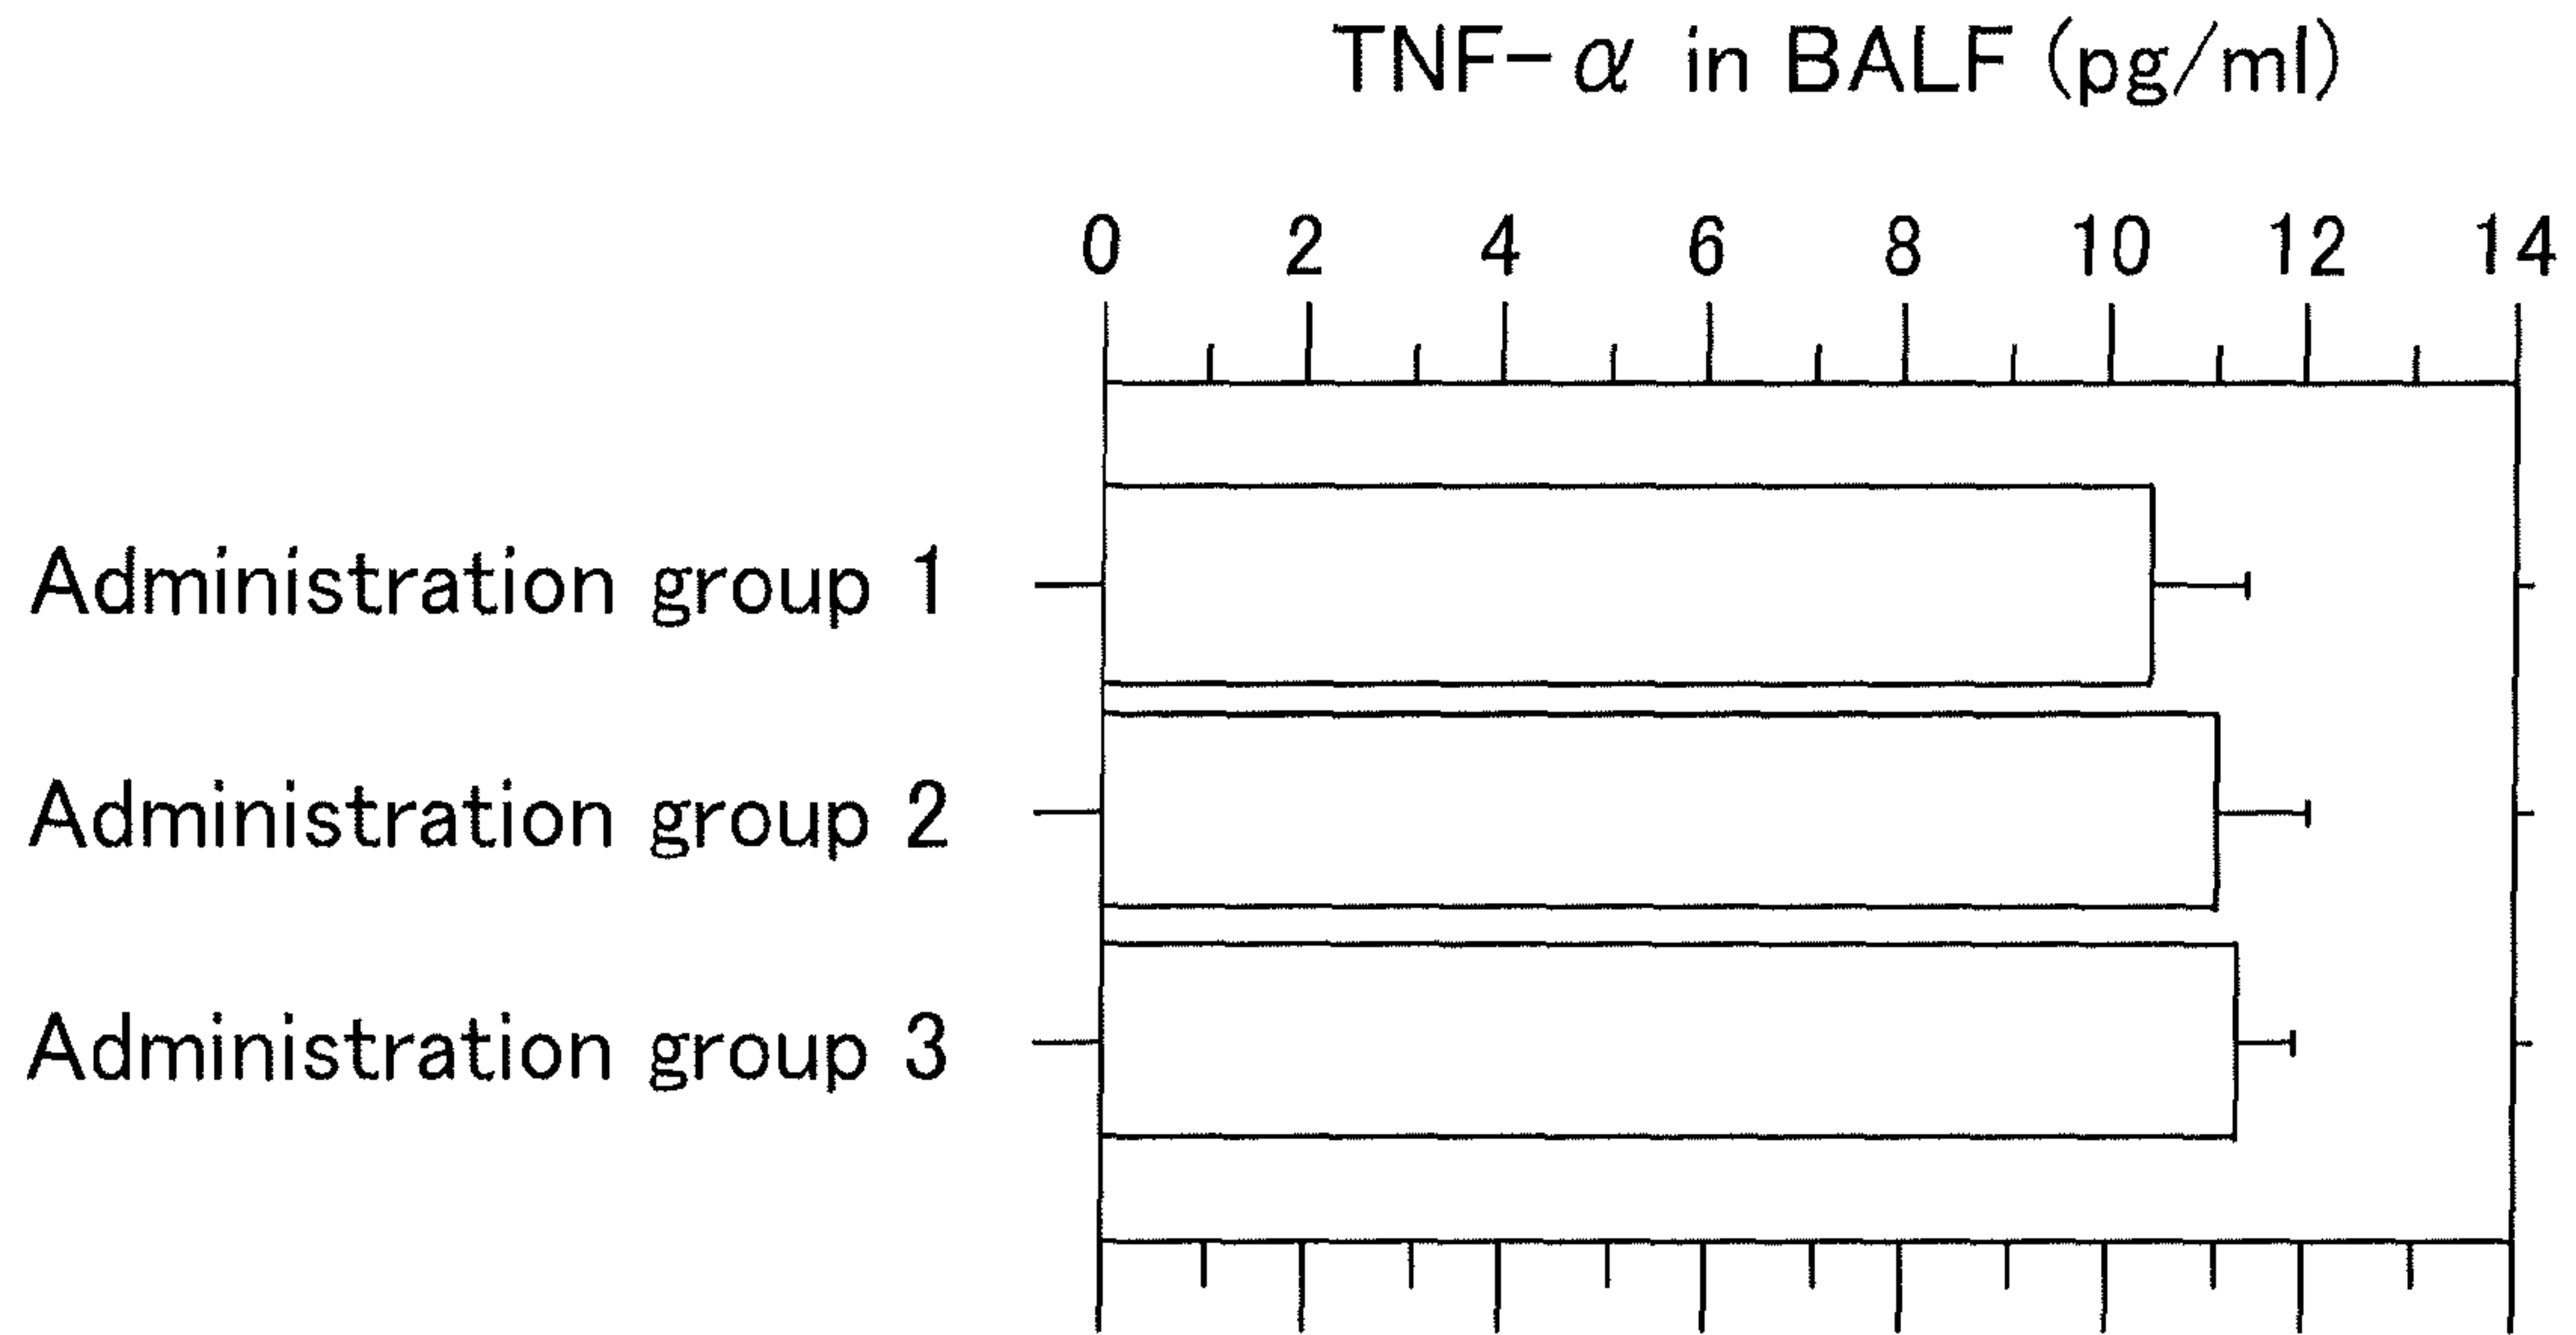 TNF-α in BALF (pg/ml)
0 2 4 6 8 10 12 14
Administration group 1
Administration group 2
Administration group 3